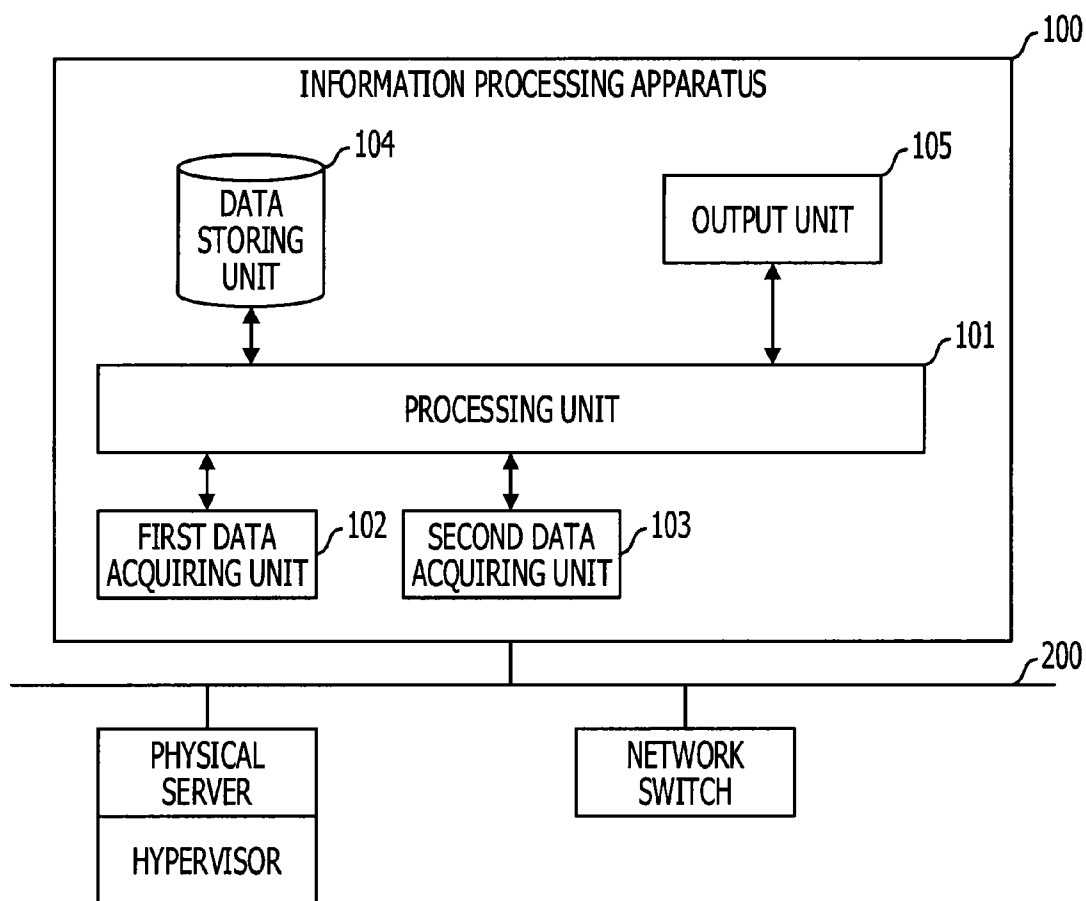 100
INFORMATION PROCESSING APPARATUS
104
DATA
STORING
UNIT
105
OUTPUT UNIT
101
PROCESSING UNIT
102
FIRST DATA
ACQUIRING UNIT
103
SECOND DATA
ACQUIRING UNIT
200
PHYSICAL
SERVER
HYPERVISOR
NETWORK
SWITCH